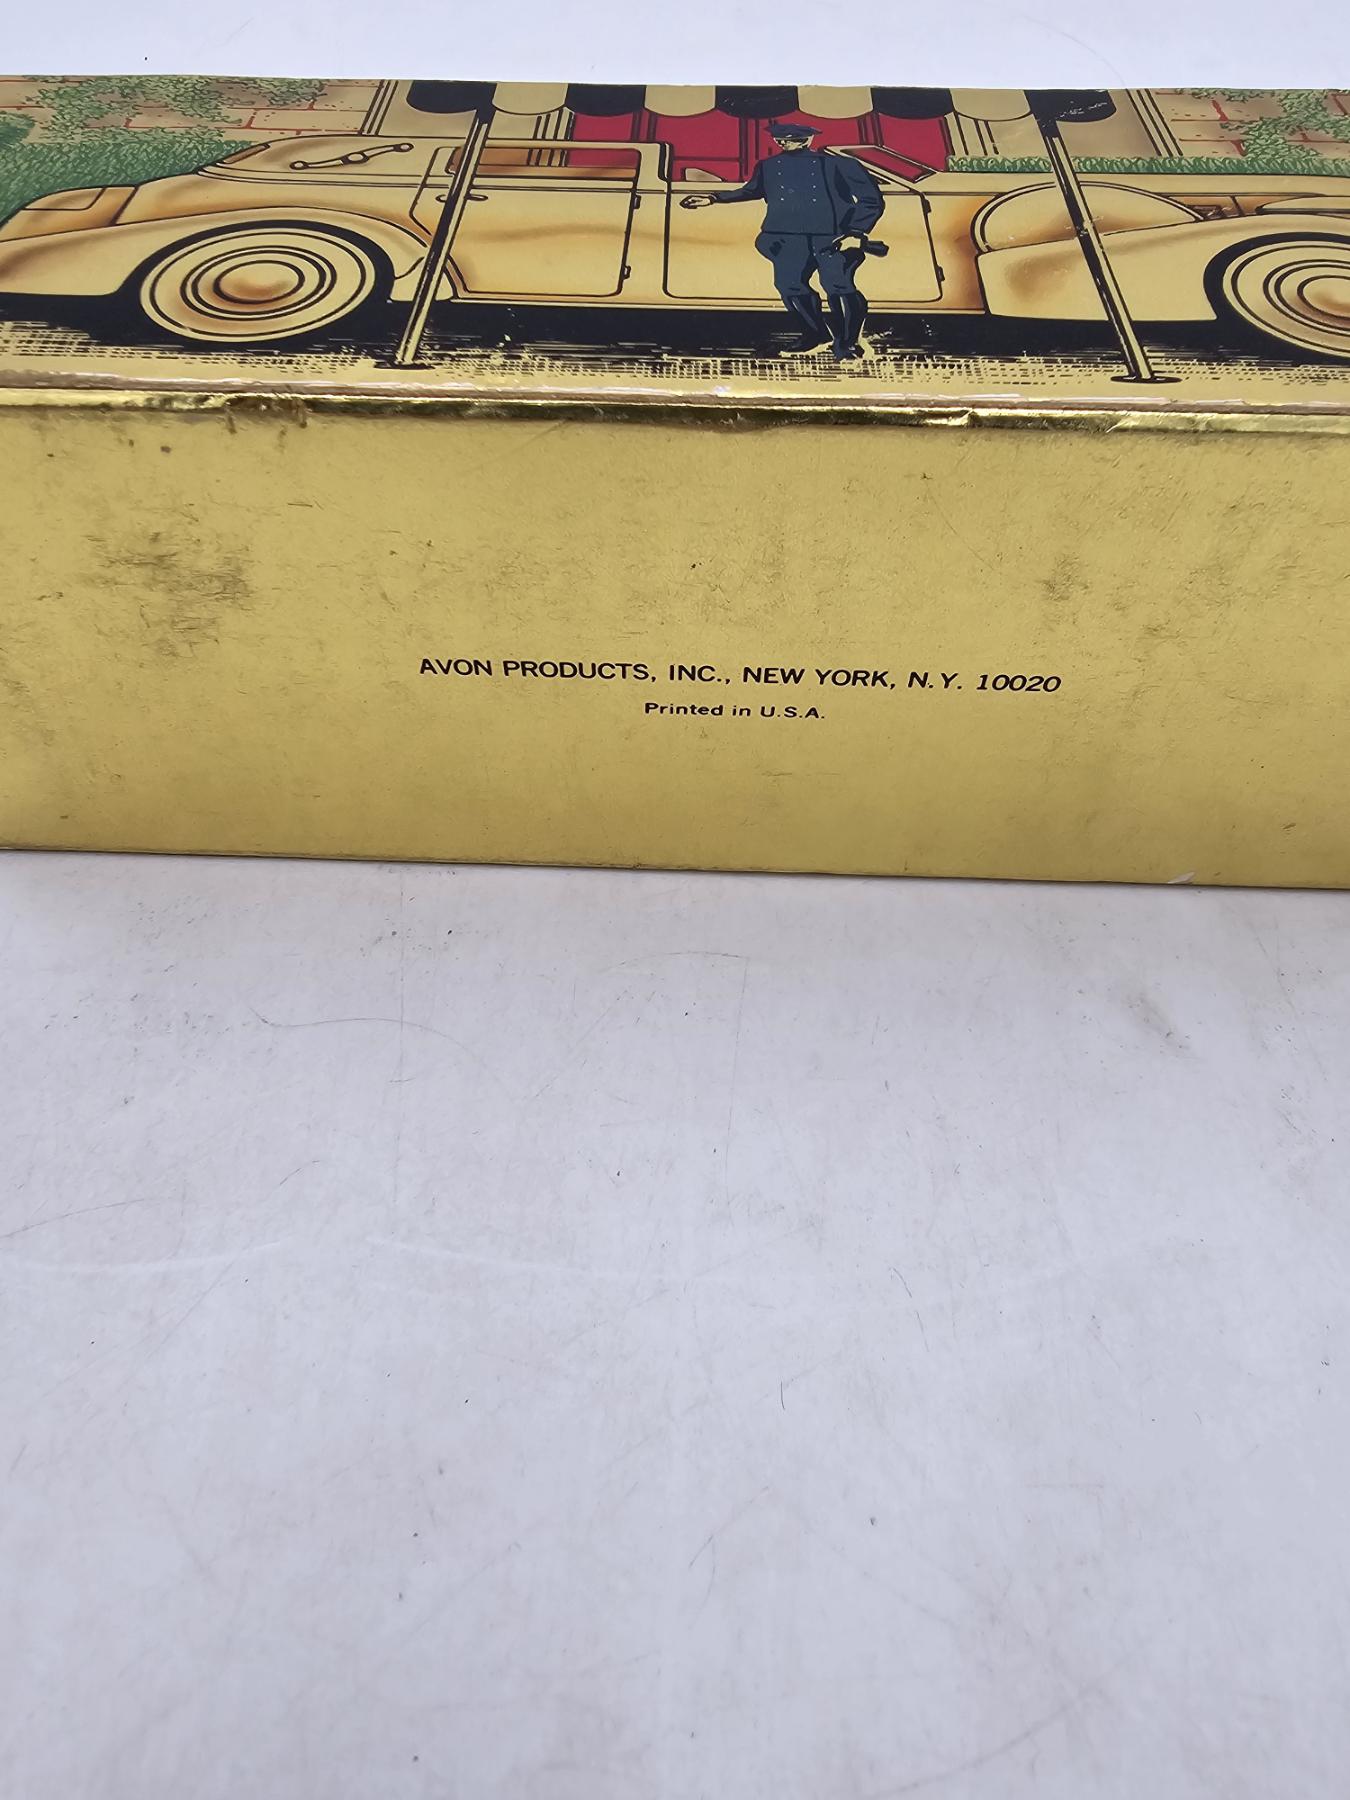 AVON PRODUCTS, INC., NEW YORK, N.Y. 10020
Printed in U.S.A.